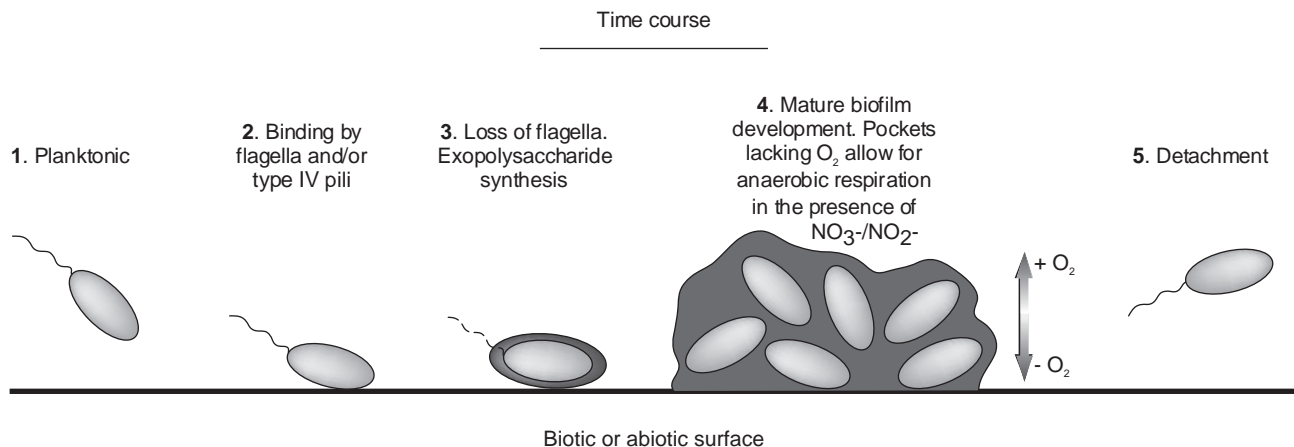 Time course
1. Planktonic
2. Binding by
flagella and/or
type IV pili
3. Loss of flagella.
Exopolysaccharide
synthesis
4. Mature biofilm
development. Pockets
lacking O₂ allow for
anaerobic respiration
in the presence of
NO₃-/NO₂-
5. Detachment
+ O₂
- O₂
Biotic or abiotic surface